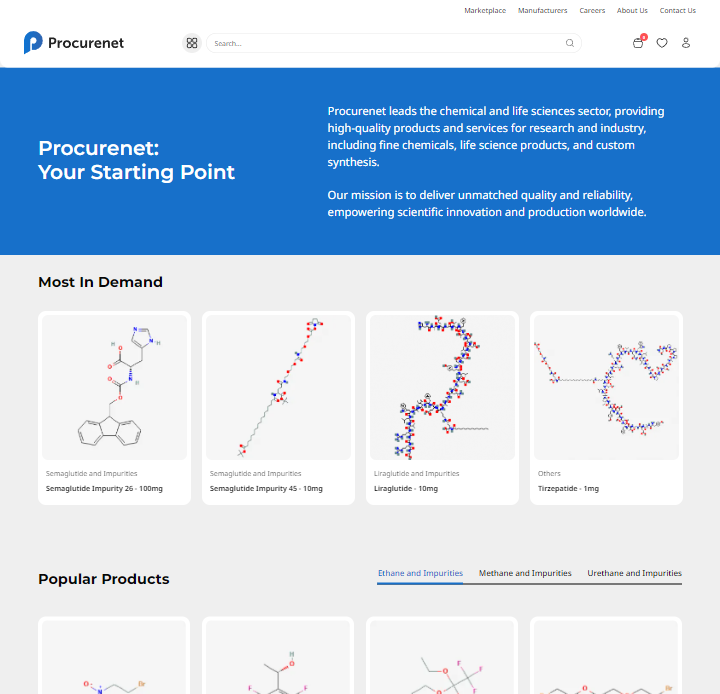 Marketplace Manufacturers Careers About Us Contact Us
Procurenet
Search...
Procurenet:
Your Starting Point
Procurenet leads the chemical and life sciences sector, providing
high-quality products and services for research and industry,
including fine chemicals, life science products, and custom
synthesis.
Our mission is to deliver unmatched quality and reliability,
empowering scientific innovation and production worldwide.
Most In Demand
Semaglutide and Impurities
Semaglutide Impurity 26 - 100mg
Semaglutide and Impurities
Semaglutide Impurity 45 - 10mg
Liraglutide and Impurities
Liraglutide - 10mg
Others
Tirzepatide - 1mg
Popular Products
Ethane and Impurities Methane and Impurities Urethane and Impurities